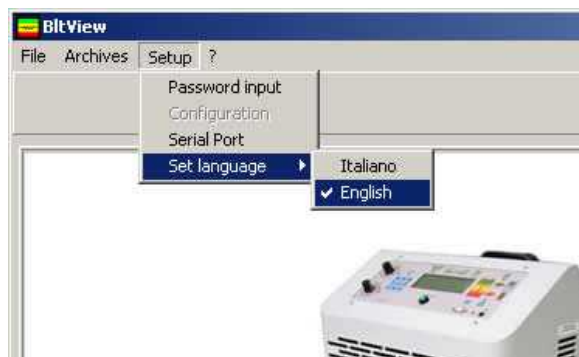 BltView
File Archives Setup ?
Password input
Configuration
Serial Port
Set language
Italiano
English